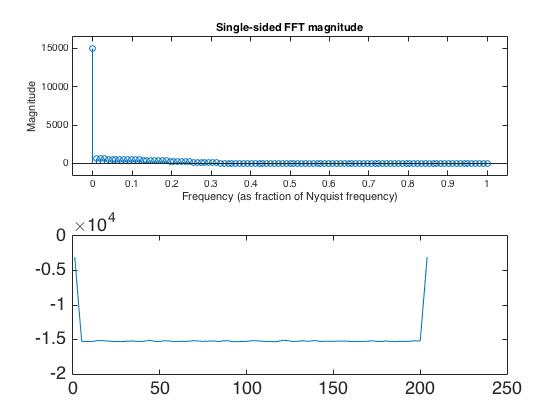 Single-sided FFT magnitude
15000
10000
5000
0
Magnitude
0 0.1 0.2 0.3 0.4 0.5 0.6 0.7 0.8 0.9 1
Frequency (as fraction of Nyquist frequency)
×10^4
0
-0.5
-1
-1.5
-2
0 50 100 150 200 250